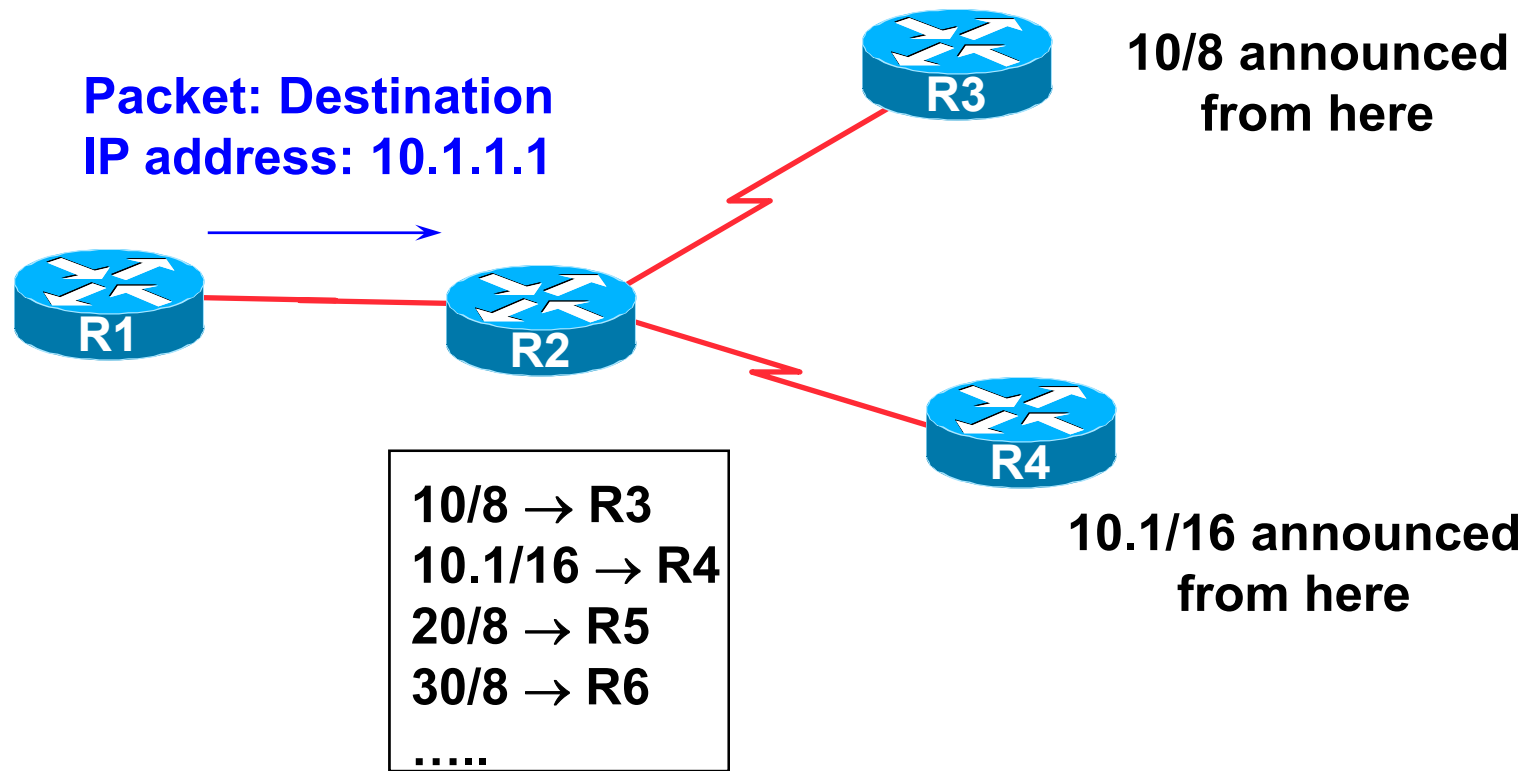 Packet: Destination
IP address: 10.1.1.1
R3
10/8 announced
from here
R1
R2
R4
10.1/16 announced
from here
10/8 → R3
10.1/16 → R4
20/8 → R5
30/8 → R6
…..